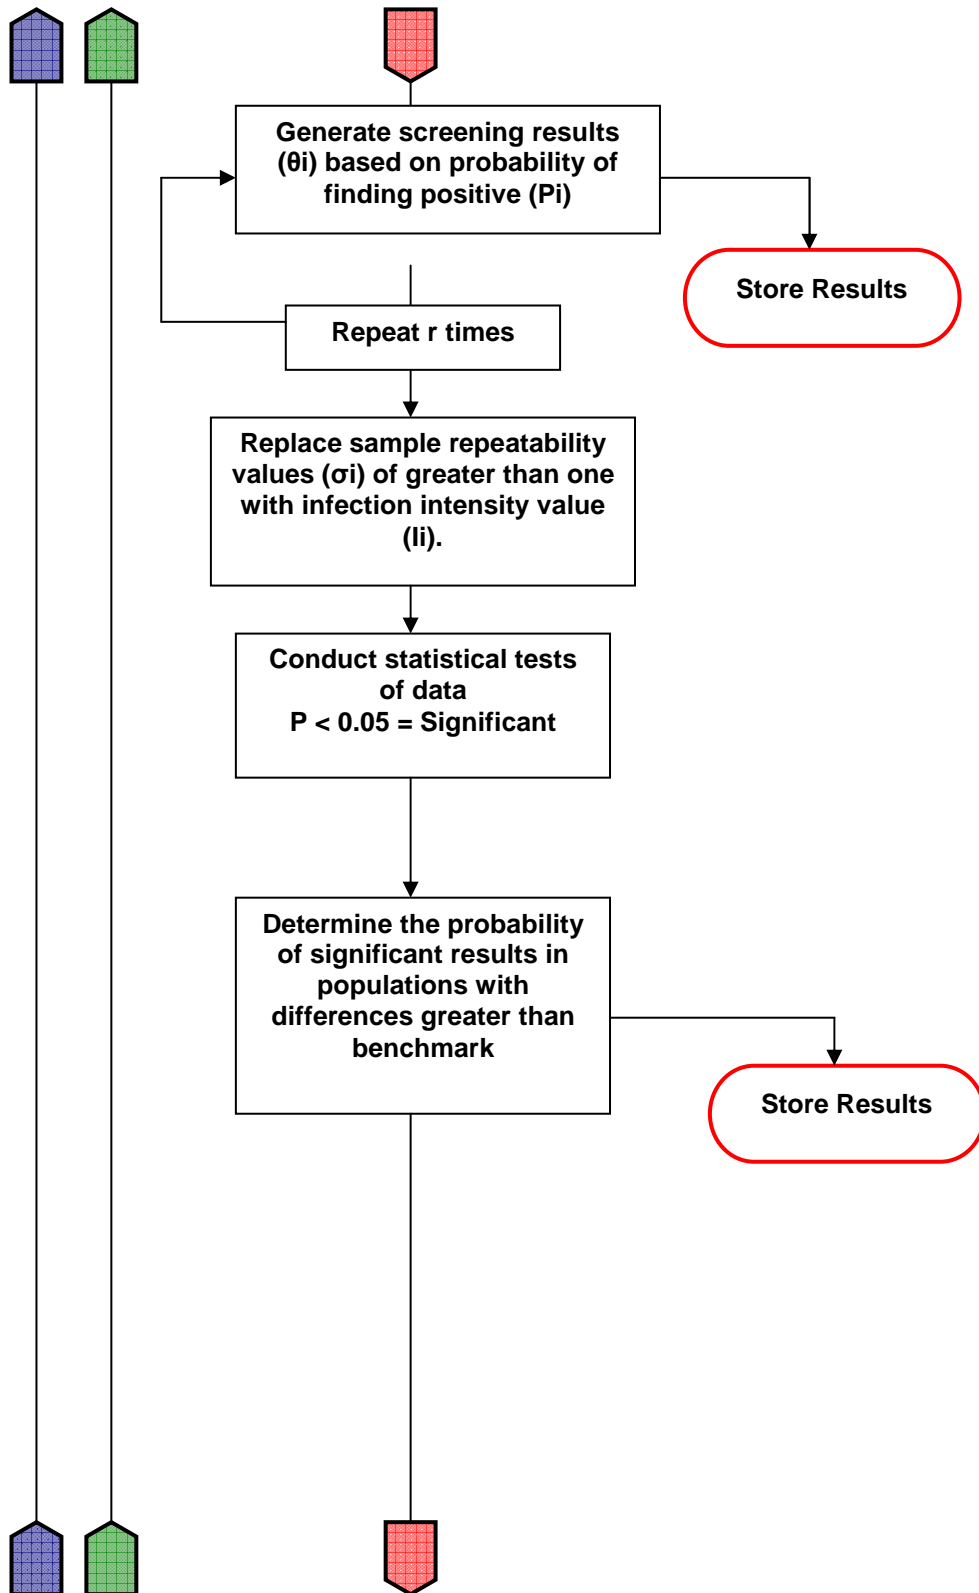 Generate screening results
(θi) based on probability of
finding positive (Pi)
Store Results
Repeat r times
Replace sample repeatability
values (σi) of greater than one
with infection intensity value
(Ii).
Conduct statistical tests
of data
P < 0.05 = Significant
Determine the probability
of significant results in
populations with
differences greater than
benchmark
Store Results